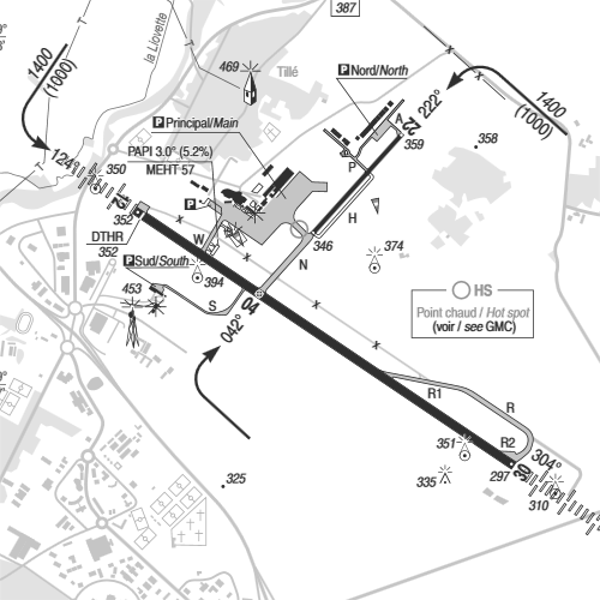 387
la Liovette
1400
(1000)
469
Tillé
P Nord/North
222°
1400
(1000)
P Principal/Main
A
22
359
358
PAPI 3.0° (5.2%)
MEHT 57
124°
350
P
P
12
352
H
346
DTHR
352
W
374
N
P Sud/South
394
453
HS
S
04
Point chaud / Hot spot
(voir / see GMC)
042°
R1
R
351
R2
304°
335
297
30
325
310
T
T
T
T
x
x
x
x
x
x